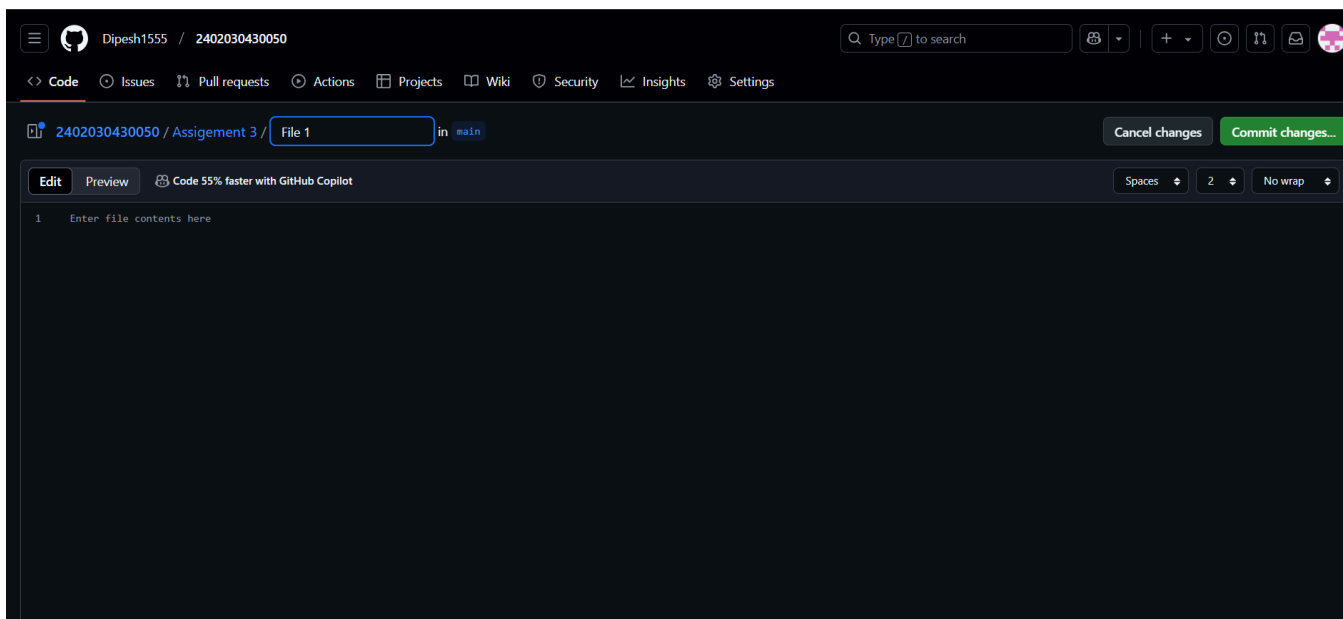 Dipesh1555 / 2402030430050
Type / to search
<> Code Issues Pull requests Actions Projects Wiki Security Insights Settings
2402030430050 / Assigement 3 / File 1 in main
Cancel changes Commit changes...
Edit Preview Code 55% faster with GitHub Copilot
Spaces 2 No wrap
1 Enter file contents here